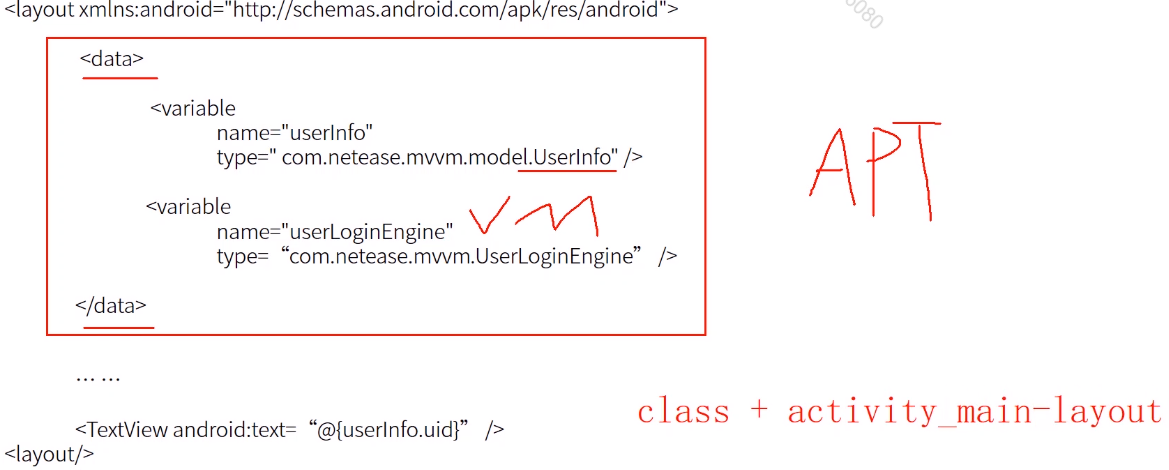 <layout xmlns:android="http://schemas.android.com/apk/res/android">
<data>
<variable
name="userInfo"
type=" com.netease.mvvm.model.UserInfo" />
<variable
name="userLoginEngine"
type= “com.netease.mvvm.UserLoginEngine” />
</data>
VM
APT
... ...
class + activity_main-layout
<TextView android:text= “@{userInfo.uid}” />
<layout/>